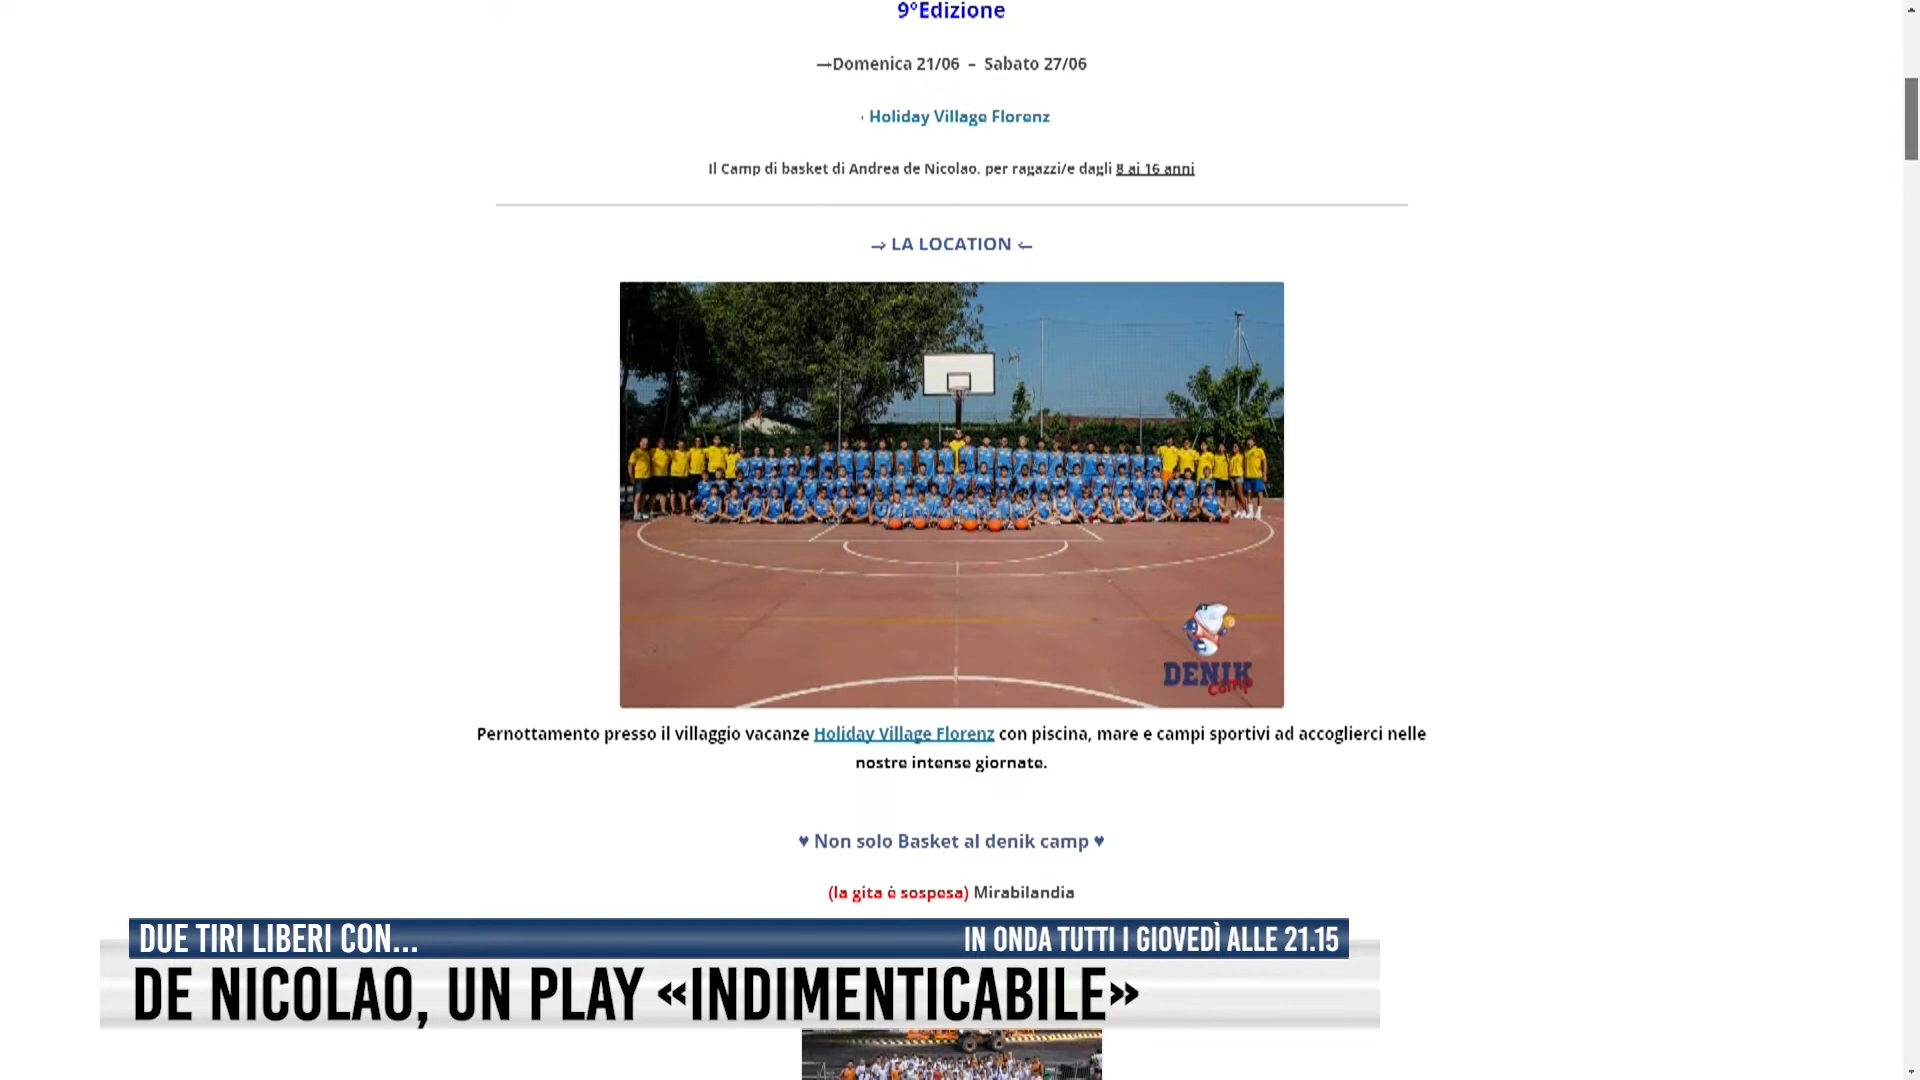 9°Edizione
→Domenica 21/06 – Sabato 27/06
Holiday Village Florenz
Il Camp di basket di Andrea de Nicolao. per ragazzi/e dagli 8 ai 16 anni
→ LA LOCATION ←
DENIK
camp
Pernottamento presso il villaggio vacanze Holiday Village Florenz con piscina, mare e campi sportivi ad accoglierci nelle
nostre intense giornate.
♥ Non solo Basket al denik camp ♥
(la gita è sospesa) Mirabilandia
DUE TIRI LIBERI CON... IN ONDA TUTTI I GIOVEDÌ ALLE 21.15
DE NICOLAO, UN PLAY «INDIMENTICABILE»